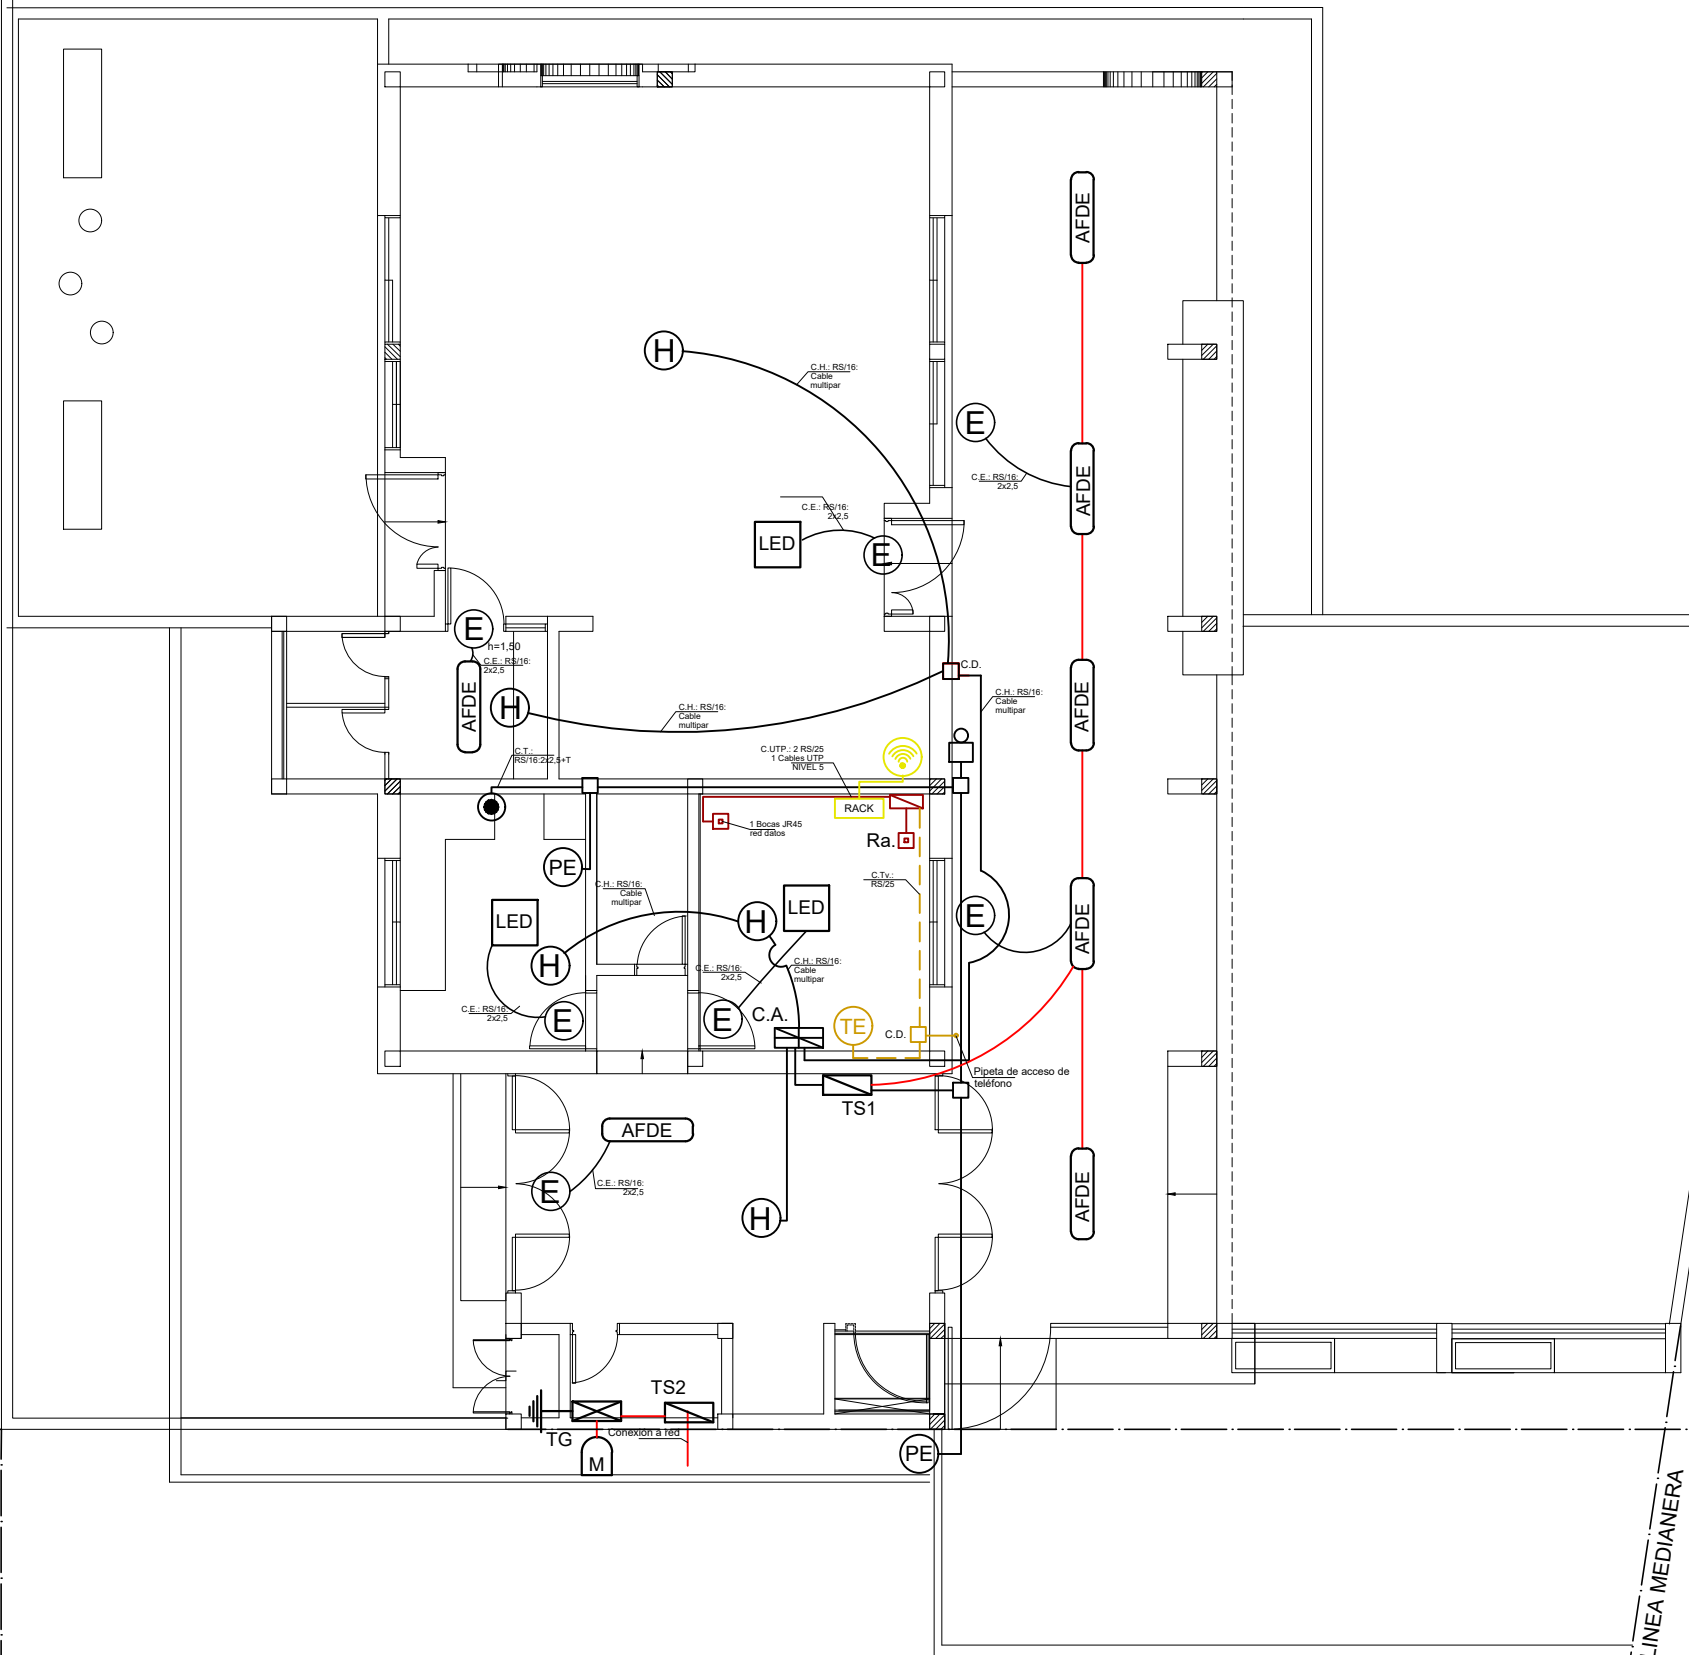 AFDE
H
C.H.: RS/16:
Cable
multipar
E
AFDE
C.E.: RS/16:
2x2,5
C.E.: RS/16:
2x2,5
LED
E
E
h=1,50
C.E.: RS/16:
2x2,5
AFDE
H
C.H.: RS/16:
Cable
multipar
C.D.
C.H.: RS/16:
Cable
multipar
AFDE
C.T.:
RS/16:2x2,5+T
C.UTP.: 2 RS/25
1 Cables UTP
NIVEL 5
RACK
1 Bocas JR45
red datos
Ra.
PE
C.H.: RS/16:
Cable
multipar
C.Tv.:
RS/25
LED
H
LED
E
AFDE
H
C.E.: RS/16:
2x2,5
C.H.: RS/16:
Cable
multipar
C.E.: RS/16:
2x2,5
E
E
C.A.
TE
C.D.
Pipeta de acceso de
teléfono
TS1
AFDE
E
C.E.: RS/16:
2x2,5
H
AFDE
TS2
TG
Conexión a red
M
PE
LINEA MEDIANERA